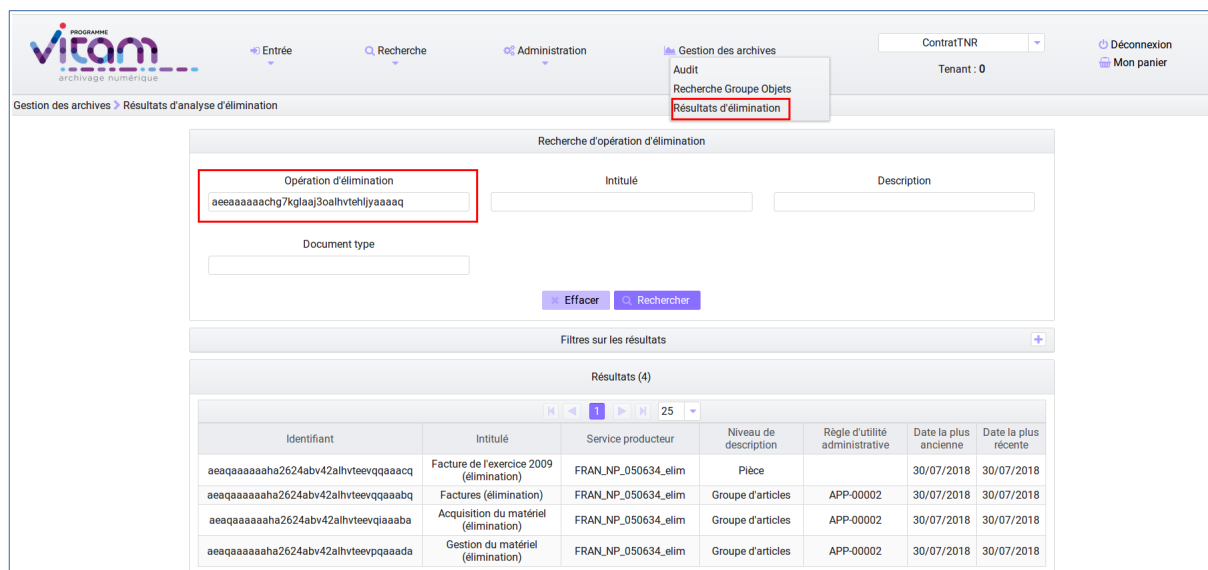 PROGRAMME
vitam
archivage numérique
Entrée
Recherche
Administration
Gestion des archives
ContratTNR
Tenant : 0
Déconnexion
Mon panier
Audit
Recherche Groupe Objets
Résultats d'élimination
Gestion des archives > Résultats d'analyse d'élimination
Recherche d'opération d'élimination
Opération d'élimination
Intitulé
Description
aeeaaaaaachg7kglaaj3oalhvtehljyaaaaq
Document type
Effacer
Rechercher
Filtres sur les résultats
Résultats (4)
1
25
Identifiant Intitulé Service producteur Niveau de description Règle d'utilité administrative Date la plus ancienne Date la plus récente
aeaqaaaaaaha2624abv42alhvteevqqaaacq Facture de l'exercice 2009 (élimination) FRAN_NP_050634_elim Pièce 30/07/2018 30/07/2018
aeaqaaaaaaha2624abv42alhvteevqqaaabq Factures (élimination) FRAN_NP_050634_elim Groupe d'articles APP-00002 30/07/2018 30/07/2018
aeaqaaaaaaha2624abv42alhvteevqiaaaba Acquisition du matériel (élimination) FRAN_NP_050634_elim Groupe d'articles APP-00002 30/07/2018 30/07/2018
aeaqaaaaaaha2624abv42alhvteevpqaaada Gestion du matériel (élimination) FRAN_NP_050634_elim Groupe d'articles APP-00002 30/07/2018 30/07/2018